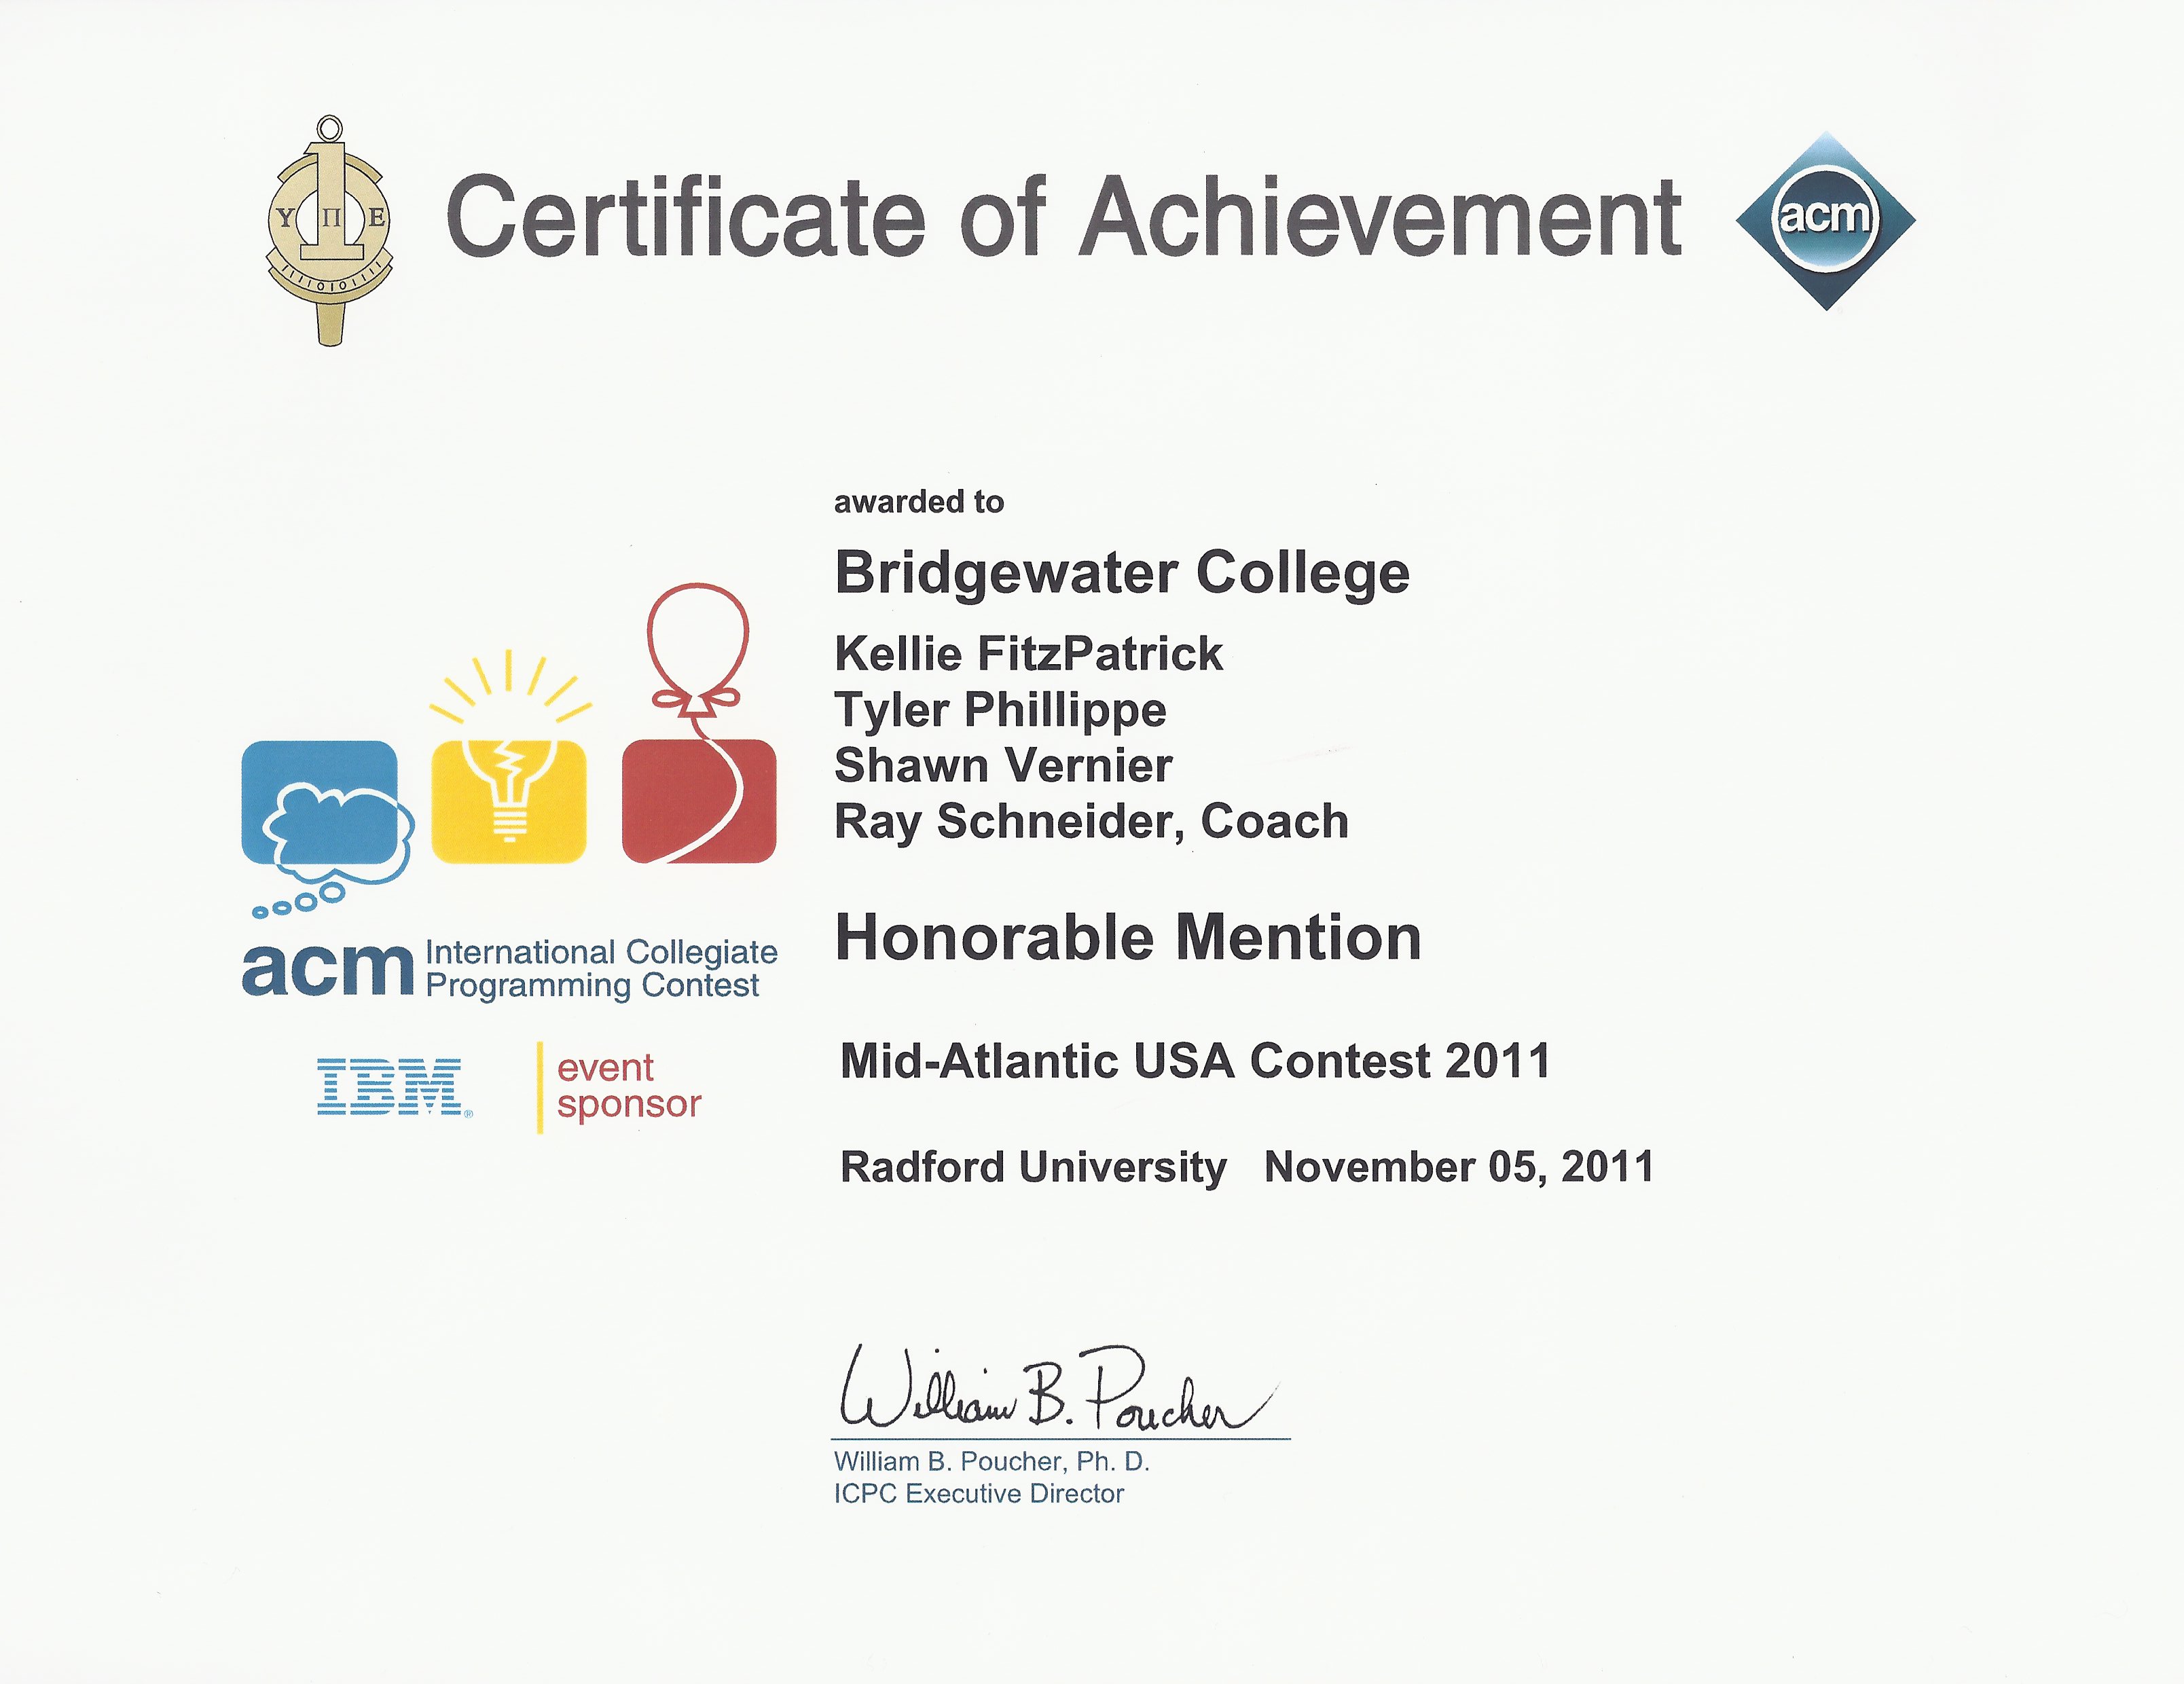 Υ Π Ε
1
11101011111
Certificate of Achievement
acm
awarded to
Bridgewater College
Kellie FitzPatrick
Tyler Phillippe
Shawn Vernier
Ray Schneider, Coach
Honorable Mention
acm International Collegiate
Programming Contest
IBM®
event
sponsor
Mid-Atlantic USA Contest 2011
Radford University November 05, 2011
William B. Poucher
William B. Poucher, Ph. D.
ICPC Executive Director